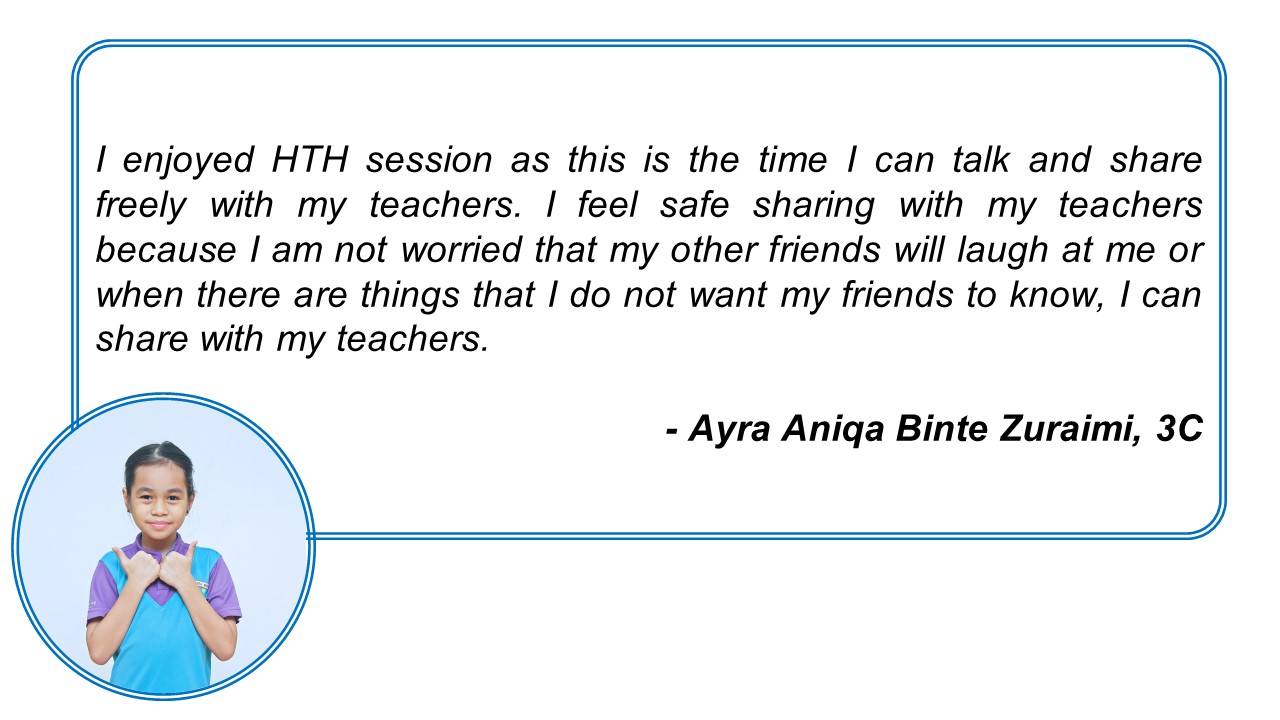 I enjoyed HTH session as this is the time I can talk and share
freely with my teachers. I feel safe sharing with my teachers
because I am not worried that my other friends will laugh at me or
when there are things that I do not want my friends to know, I can
share with my teachers.
- Ayra Aniqa Binte Zuraimi, 3C